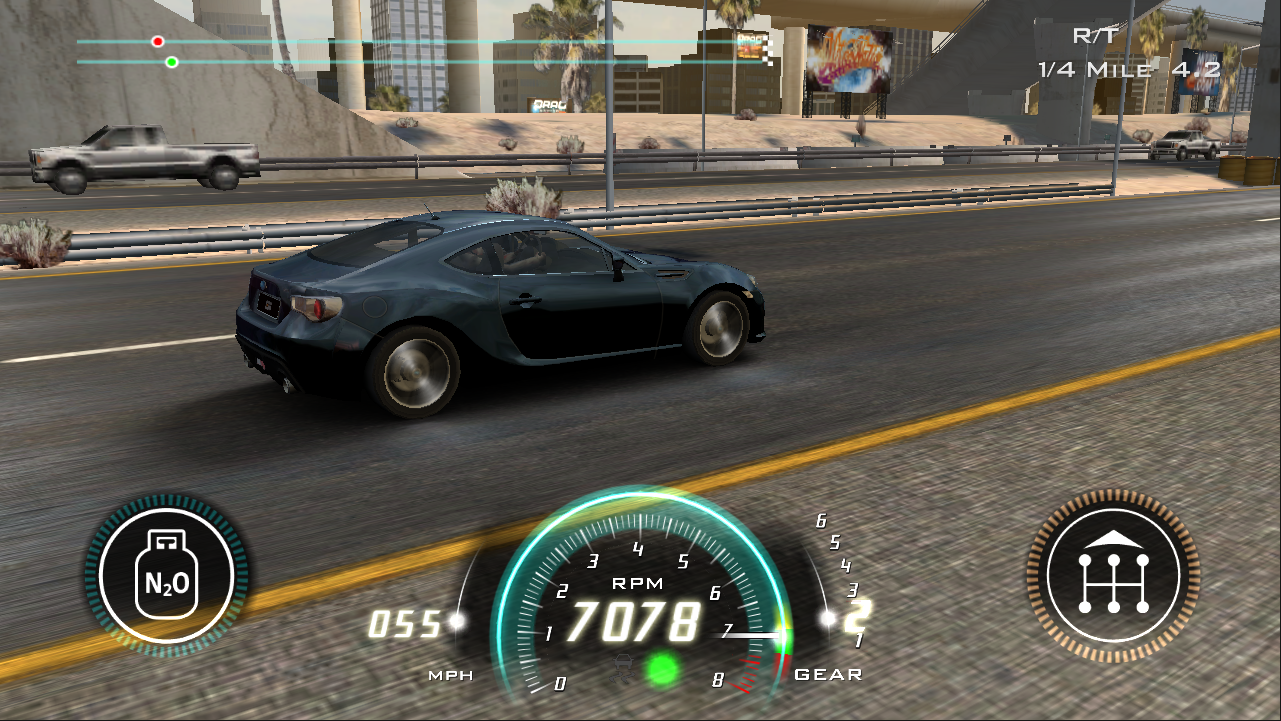 R/T
1/4 MILE 4.2
DRAG
DRAG
N₂O
0 1 2 3 4 5 6 7 8
RPM
7078
055
MPH
6
5
4
3
2
1
GEAR